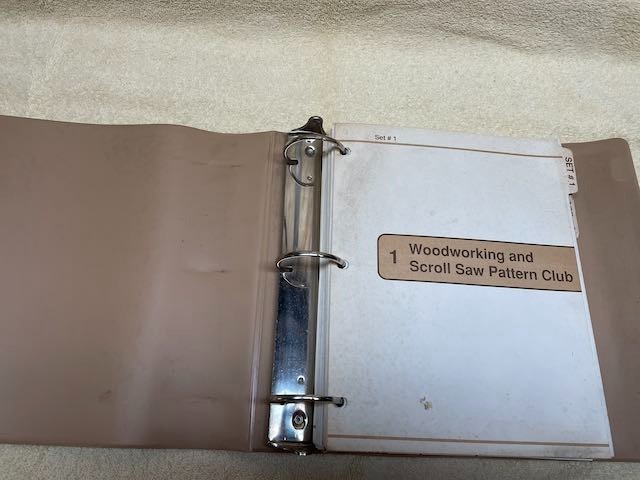 Set # 1
SET # 1
1 Woodworking and
Scroll Saw Pattern Club